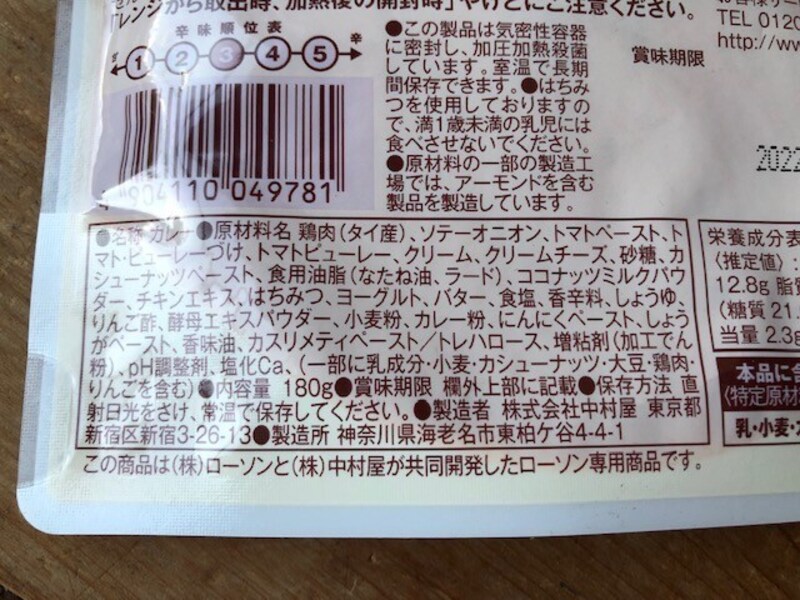 「レンジから取出時、加熱後の開封時」やけどにご注意ください。
辛味順位表
甘 1 2 3 4 5 辛
4 904110 049781
●この製品は気密性容器
に密封し、加圧加熱殺菌
しています。室温で長期
間保存できます。●はちみ
つを使用しておりますの
で、満1歳未満の乳児には
食べさせないでください。
●原材料の一部の製造工
場では、アーモンドを含む
製品を製造しています。
TEL 0120
http://ww
賞味期限
2022
●名称 カレー●原材料名 鶏肉(タイ産)、ソテーオニオン、トマトペースト、ト
マト・ピューレーづけ、トマトピューレー、クリーム、クリームチーズ、砂糖、カ
シューナッツペースト、食用油脂(なたね油、ラード)、ココナッツミルクパウ
ダー、チキンエキス、はちみつ、ヨーグルト、バター、食塩、香辛料、しょうゆ、
りんご酢、酵母エキスパウダー、小麦粉、カレー粉、にんにくペースト、しょう
がペースト、香味油、カスリメティペースト／トレハロース、増粘剤(加工でん
粉)、pH調整剤、塩化Ca、(一部に乳成分・小麦・カシューナッツ・大豆・鶏肉・
りんごを含む)●内容量 180g●賞味期限 欄外上部に記載●保存方法 直
射日光をさけ、常温で保存してください。●製造者 株式会社中村屋 東京都
新宿区新宿3-26-13●製造所 神奈川県海老名市東柏ケ谷4-4-1
この商品は(株)ローソンと(株)中村屋が共同開発したローソン専用商品です。
栄養成分表
〈推定値〉:
12.8g 脂質
(糖質 21.
当量 2.3g
本品に含
〈特定原材
乳・小麦・